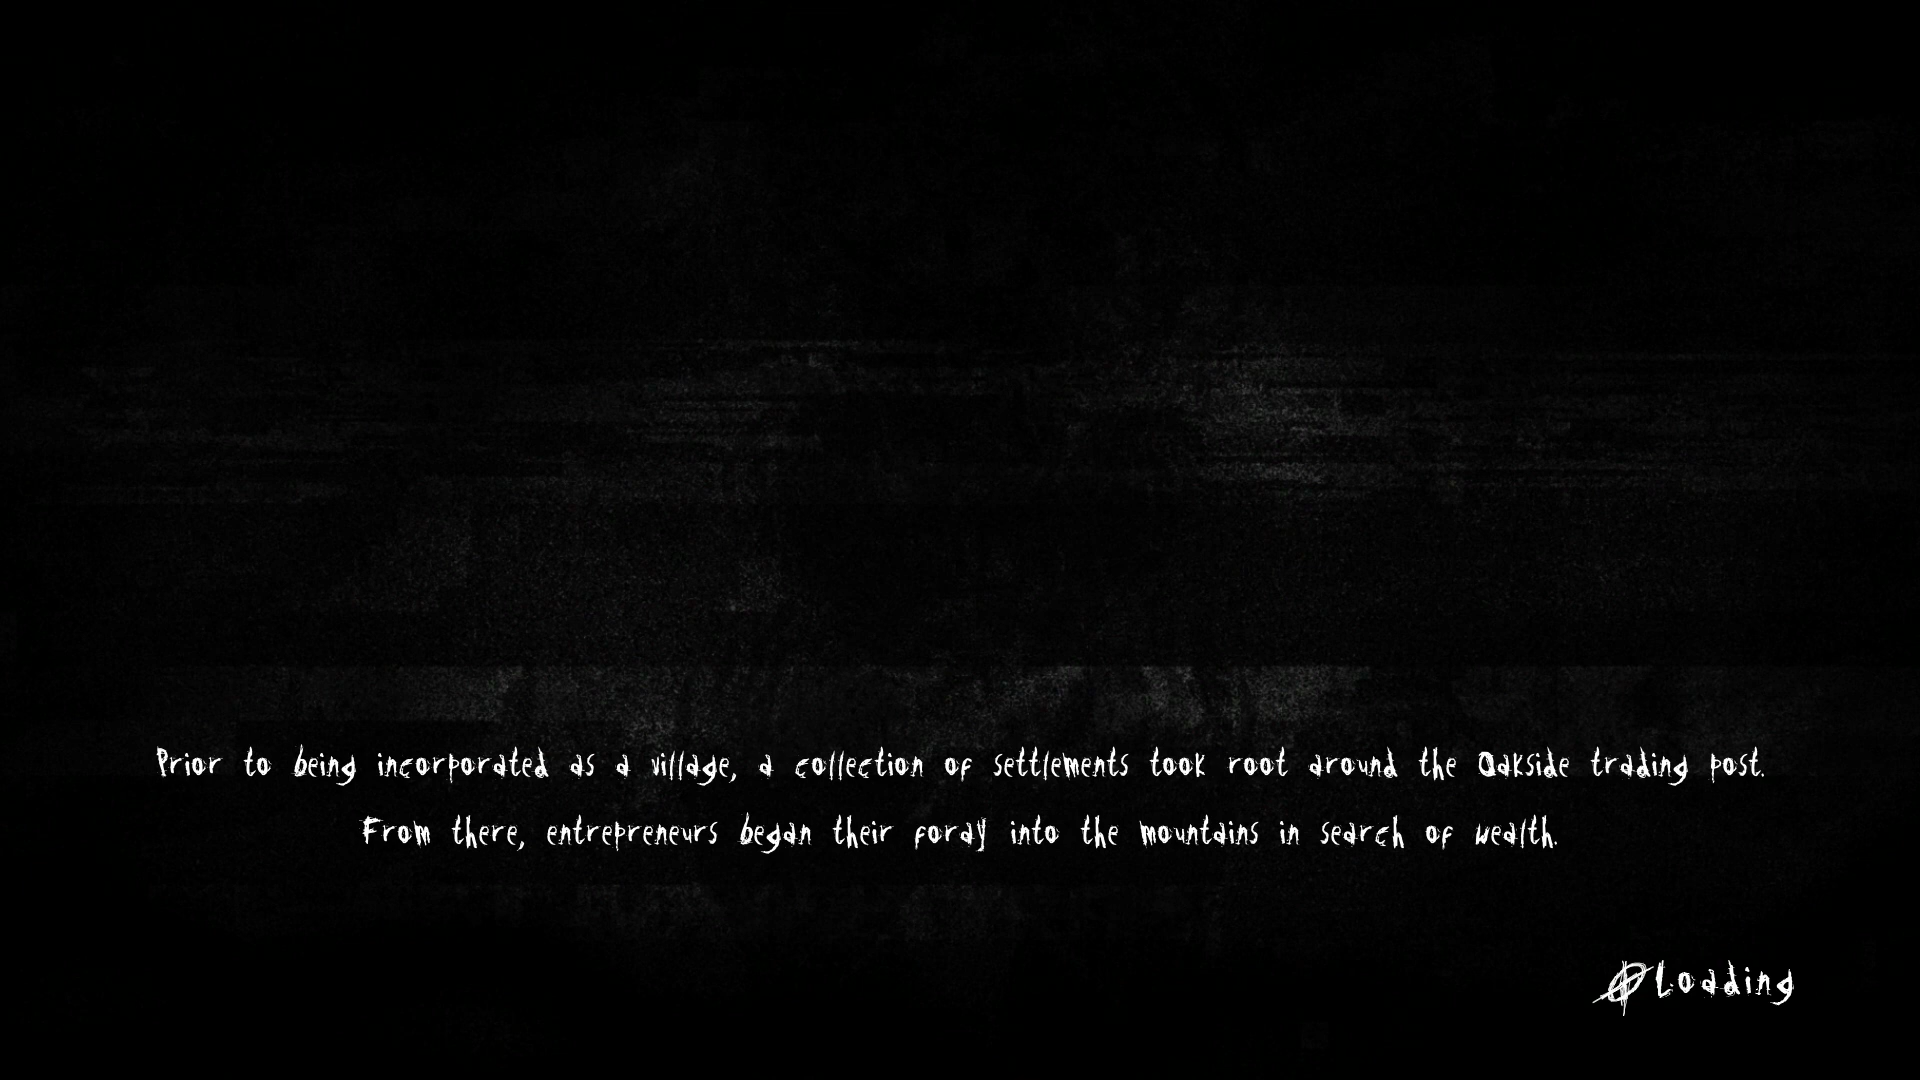 Prior to being incorporated as a village, a collection of settlements took root around the Oakside trading post.
From there, entrepreneurs began their foray into the mountains in search of wealth.
Loading